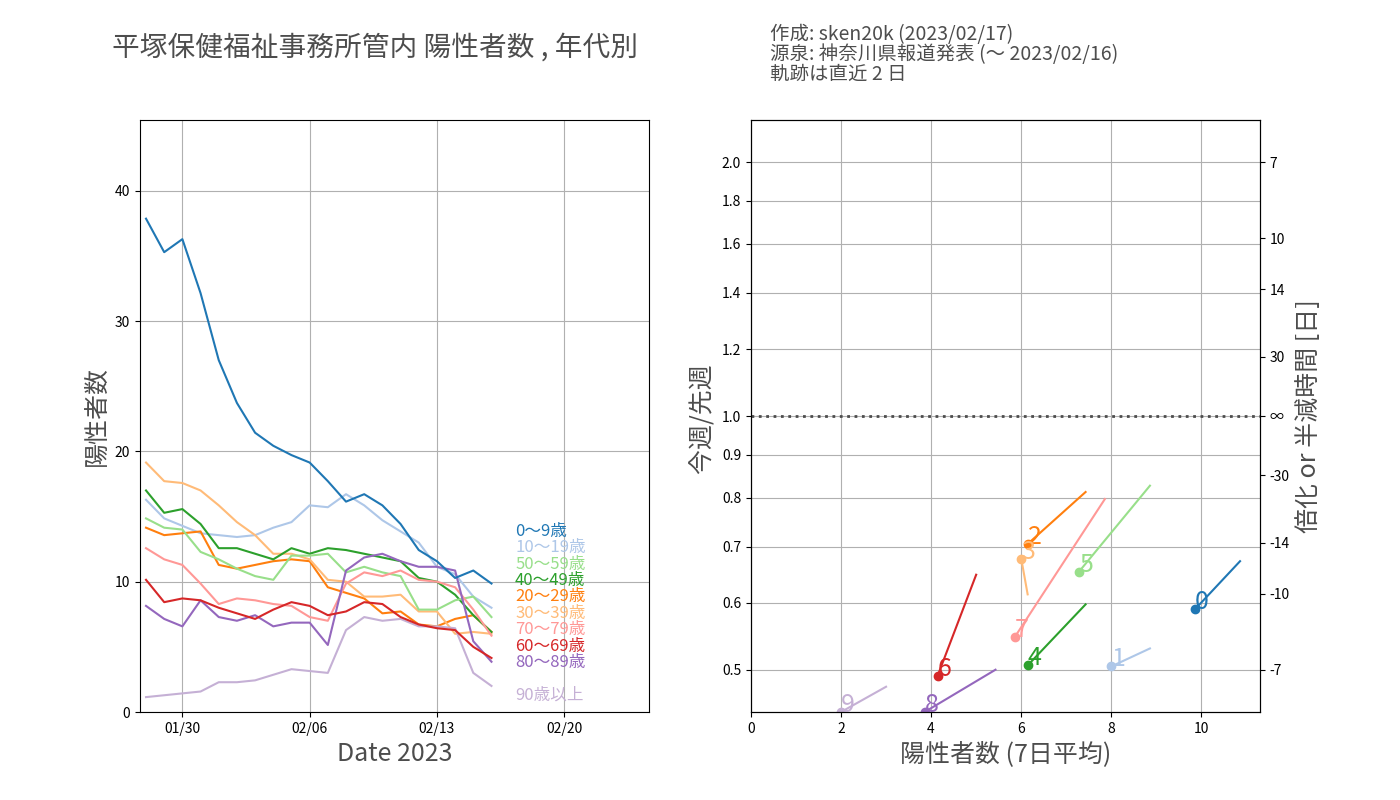 平塚保健福祉事務所管内 陽性者数 , 年代別
作成: sken20k (2023/02/17)
源泉: 神奈川県報道発表 (〜 2023/02/16)
軌跡は直近 2 日
陽性者数
40
30
20
10
0
0〜9歳
10〜19歳
50〜59歳
40〜49歳
20〜29歳
30〜39歳
70〜79歳
60〜69歳
80〜89歳
90歳以上
01/30 02/06 02/13 02/20
Date 2023
今週/先週
2.0
1.8
1.6
1.4
1.2
1.0
0.9
0.8
0.7
0.6
0.5
2
3
5
0
7
4
1
6
9
8
7
10
14
30
∞
-30
-14
-10
-7
倍化 or 半減時間 [日]
0 2 4 6 8 10
陽性者数 (7日平均)